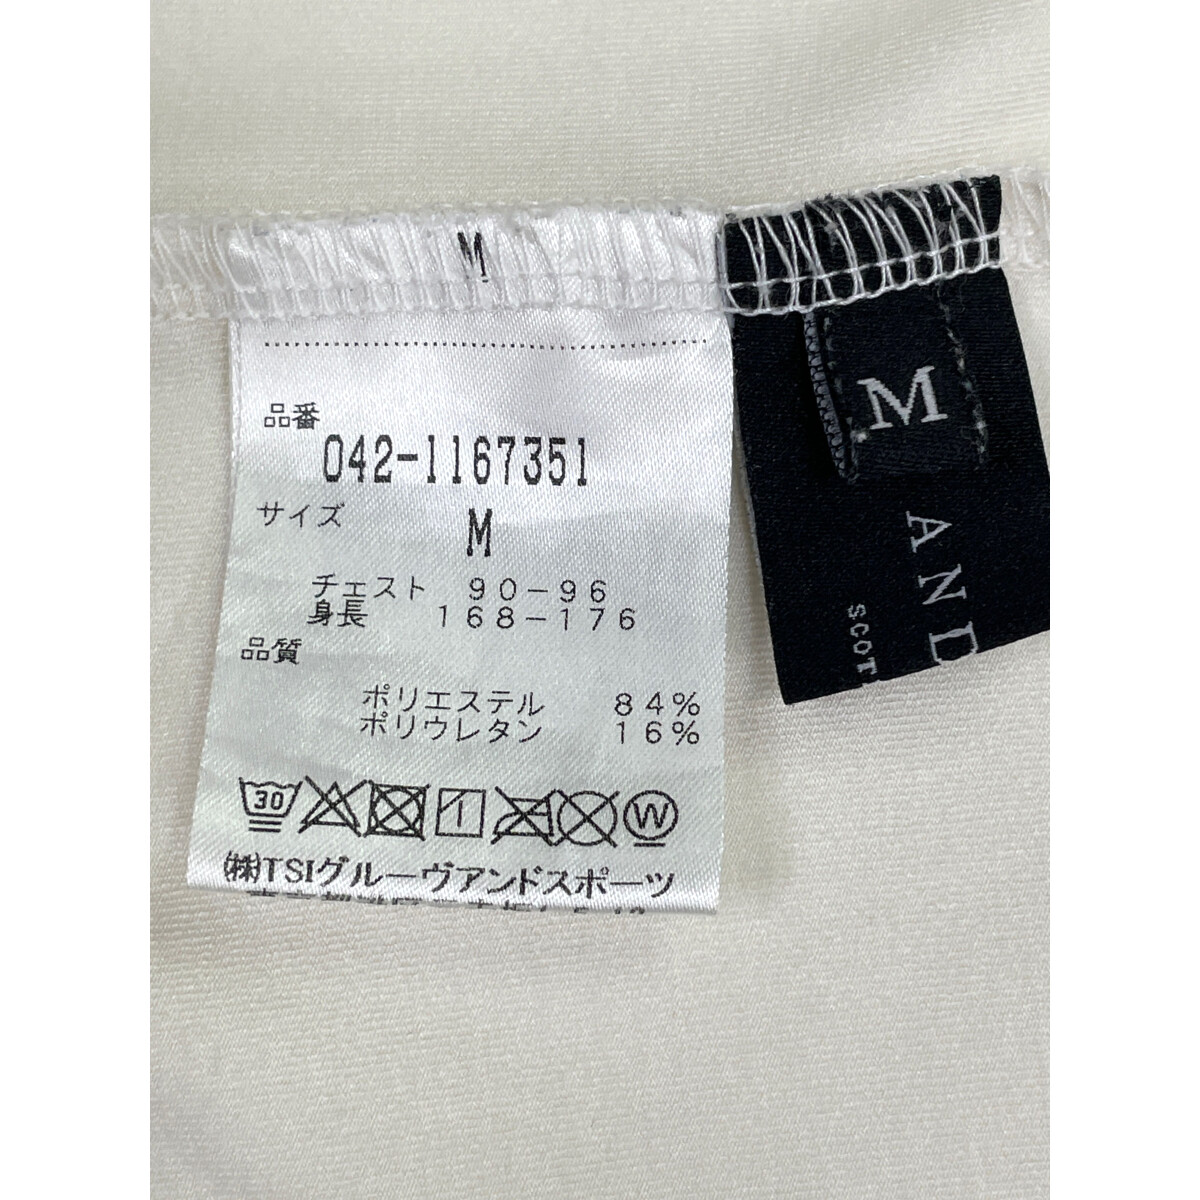 M
品番
042-1167351
サイズ
M
チェスト 90-96
身長 168-176
品質
ポリエステル 84%
ポリウレタン 16%
30
W
(株)TSIグルーヴアンドスポーツ
M
AND
SCOT